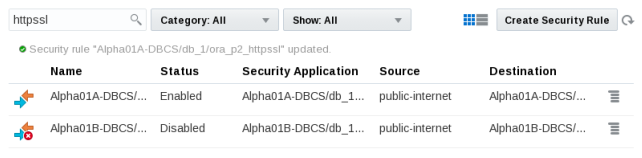 httpssl Category: All Show: All Create Security Rule
Security rule "Alpha01A-DBCS/db_1/ora_p2_httpssl" updated.
Name Status Security Application Source Destination
Alpha01A-DBCS/... Enabled Alpha01A-DBCS/db_1... public-internet Alpha01A-DBCS/...
Alpha01B-DBCS/... Disabled Alpha01B-DBCS/db_1... public-internet Alpha01B-DBCS/...